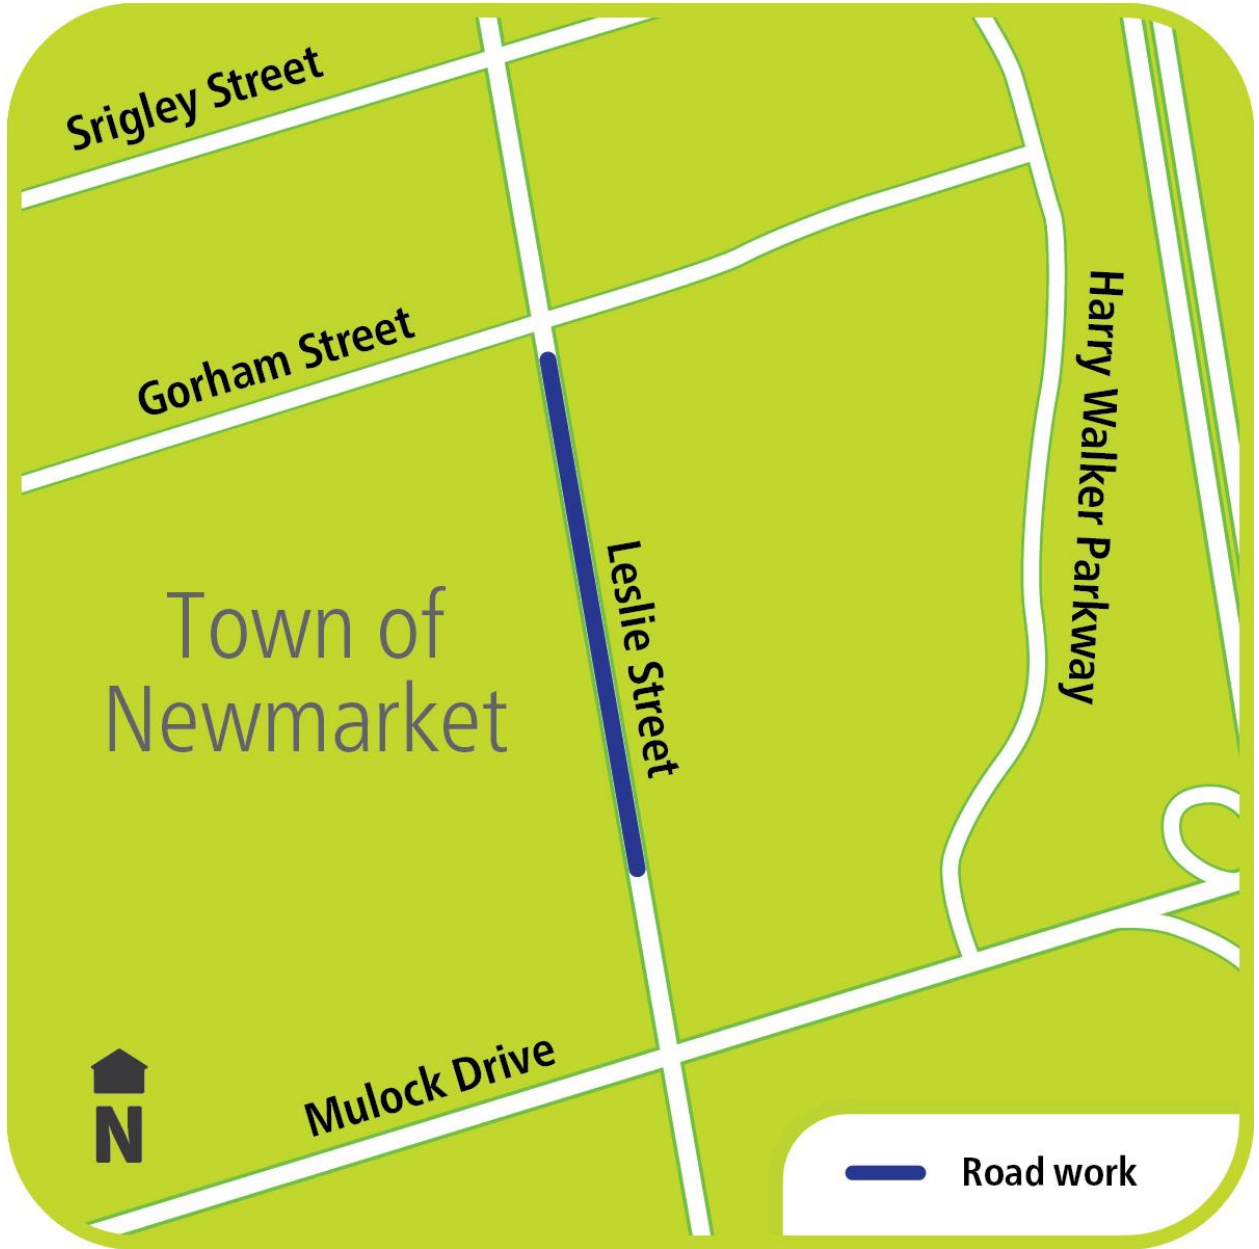 Srigley Street
Gorham Street
Harry Walker Parkway
Leslie Street
Town of
Newmarket
Mulock Drive
N
Road work